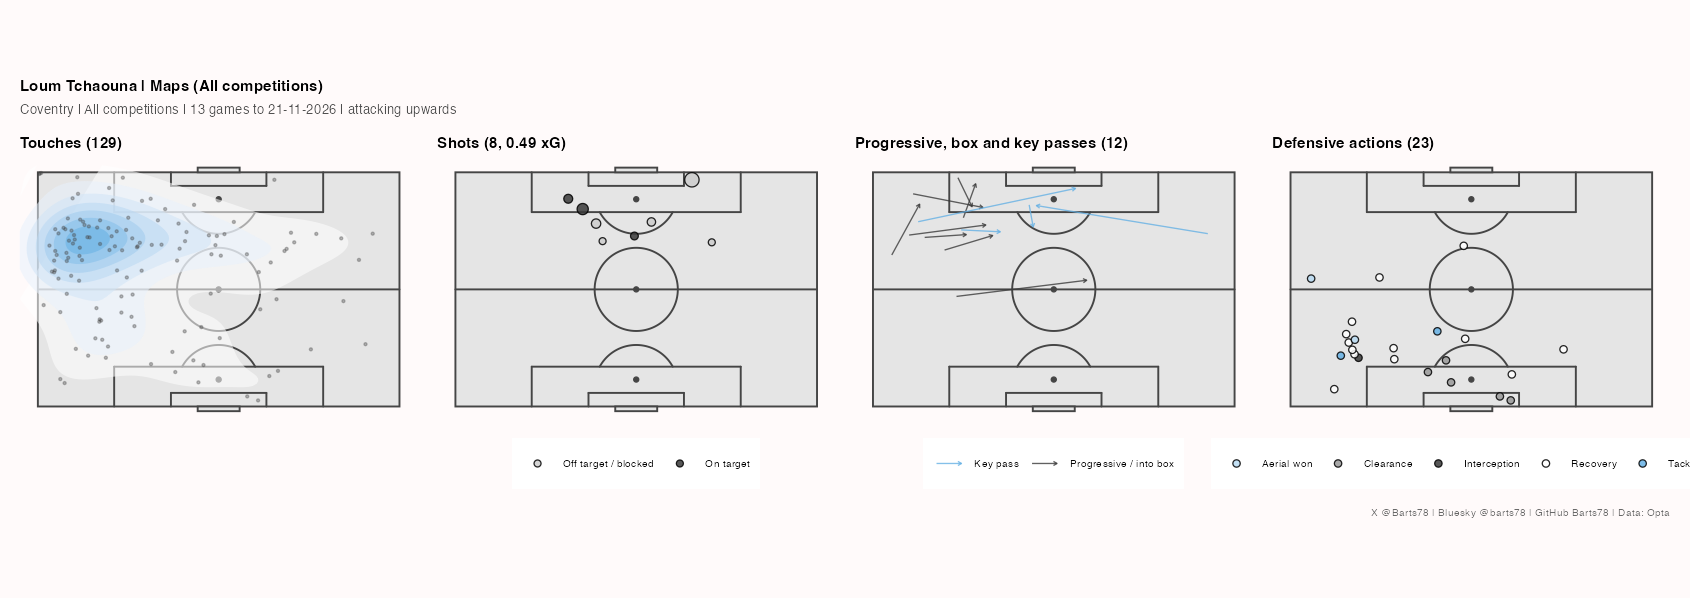 Loum Tchaouna | Maps (All competitions)
Coventry | All competitions | 13 games to 21-11-2026 | attacking upwards
Touches (129)
Shots (8, 0.49 xG)
Progressive, box and key passes (12)
Defensive actions (23)
Off target / blocked
On target
Key pass
Progressive / into box
Aerial won
Clearance
Interception
Recovery
Tack
X @Barts78 | Bluesky @barts78 | GitHub Barts78 | Data: Opta